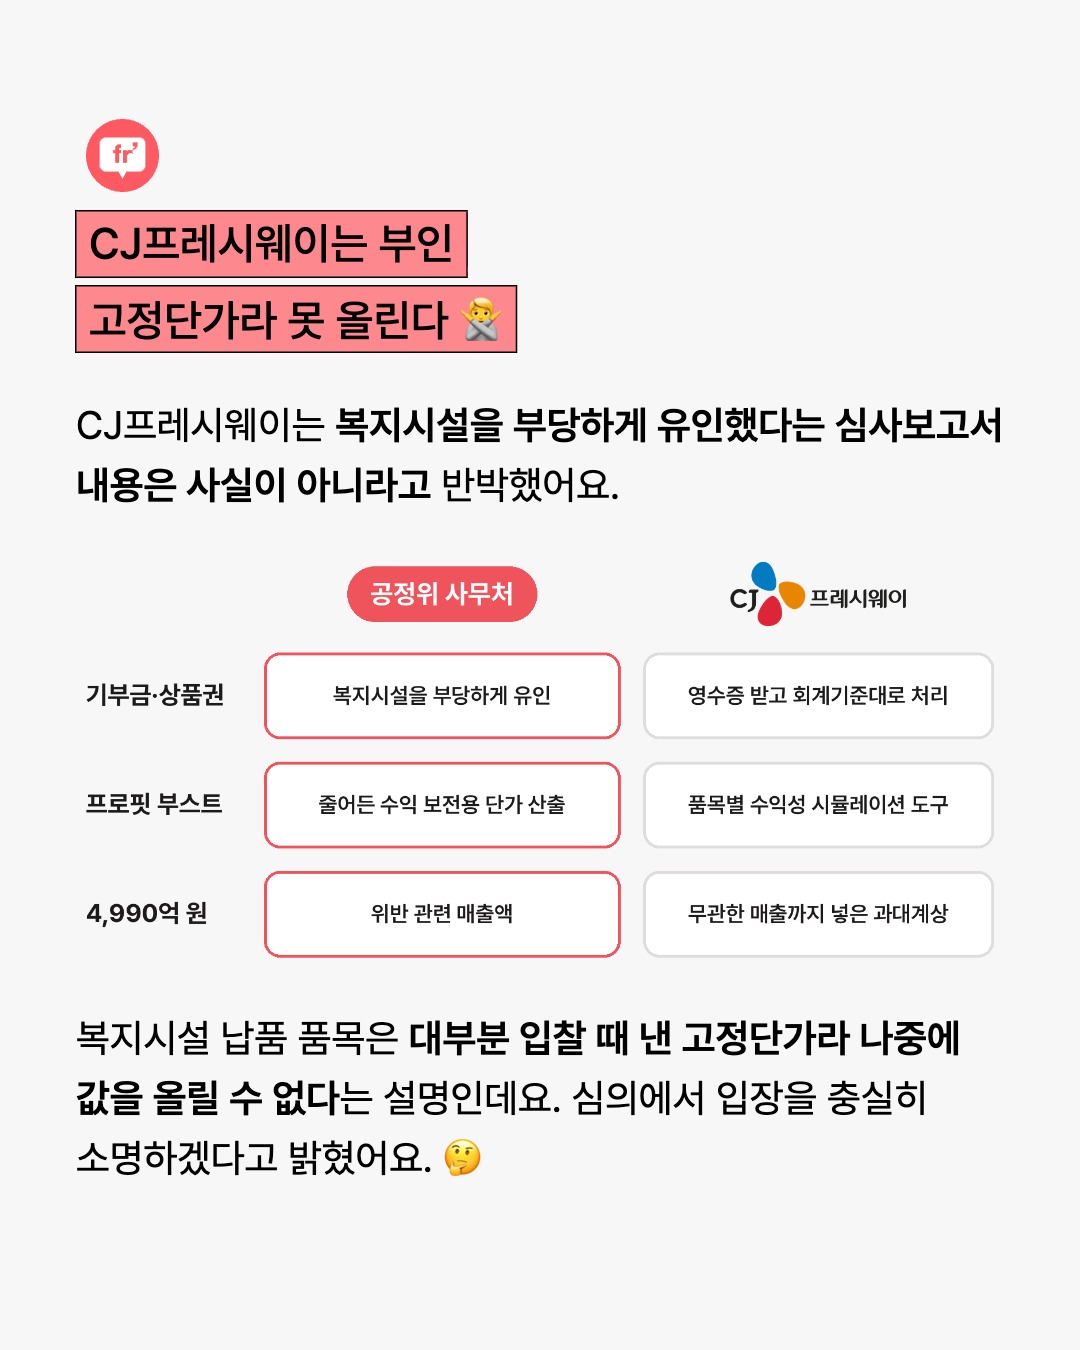 fr'
CJ프레시웨이는 부인
고정단가라 못 올린다 🙅
CJ프레시웨이는 복지시설을 부당하게 유인했다는 심사보고서
내용은 사실이 아니라고 반박했어요.
공정위 사무처
CJ 프레시웨이
기부금·상품권
복지시설을 부당하게 유인
영수증 받고 회계기준대로 처리
프로핏 부스트
줄어든 수익 보전용 단가 산출
품목별 수익성 시뮬레이션 도구
4,990억 원
위반 관련 매출액
무관한 매출까지 넣은 과대계상
복지시설 납품 품목은 대부분 입찰 때 낸 고정단가라 나중에
값을 올릴 수 없다는 설명인데요. 심의에서 입장을 충실히
소명하겠다고 밝혔어요. 🤔